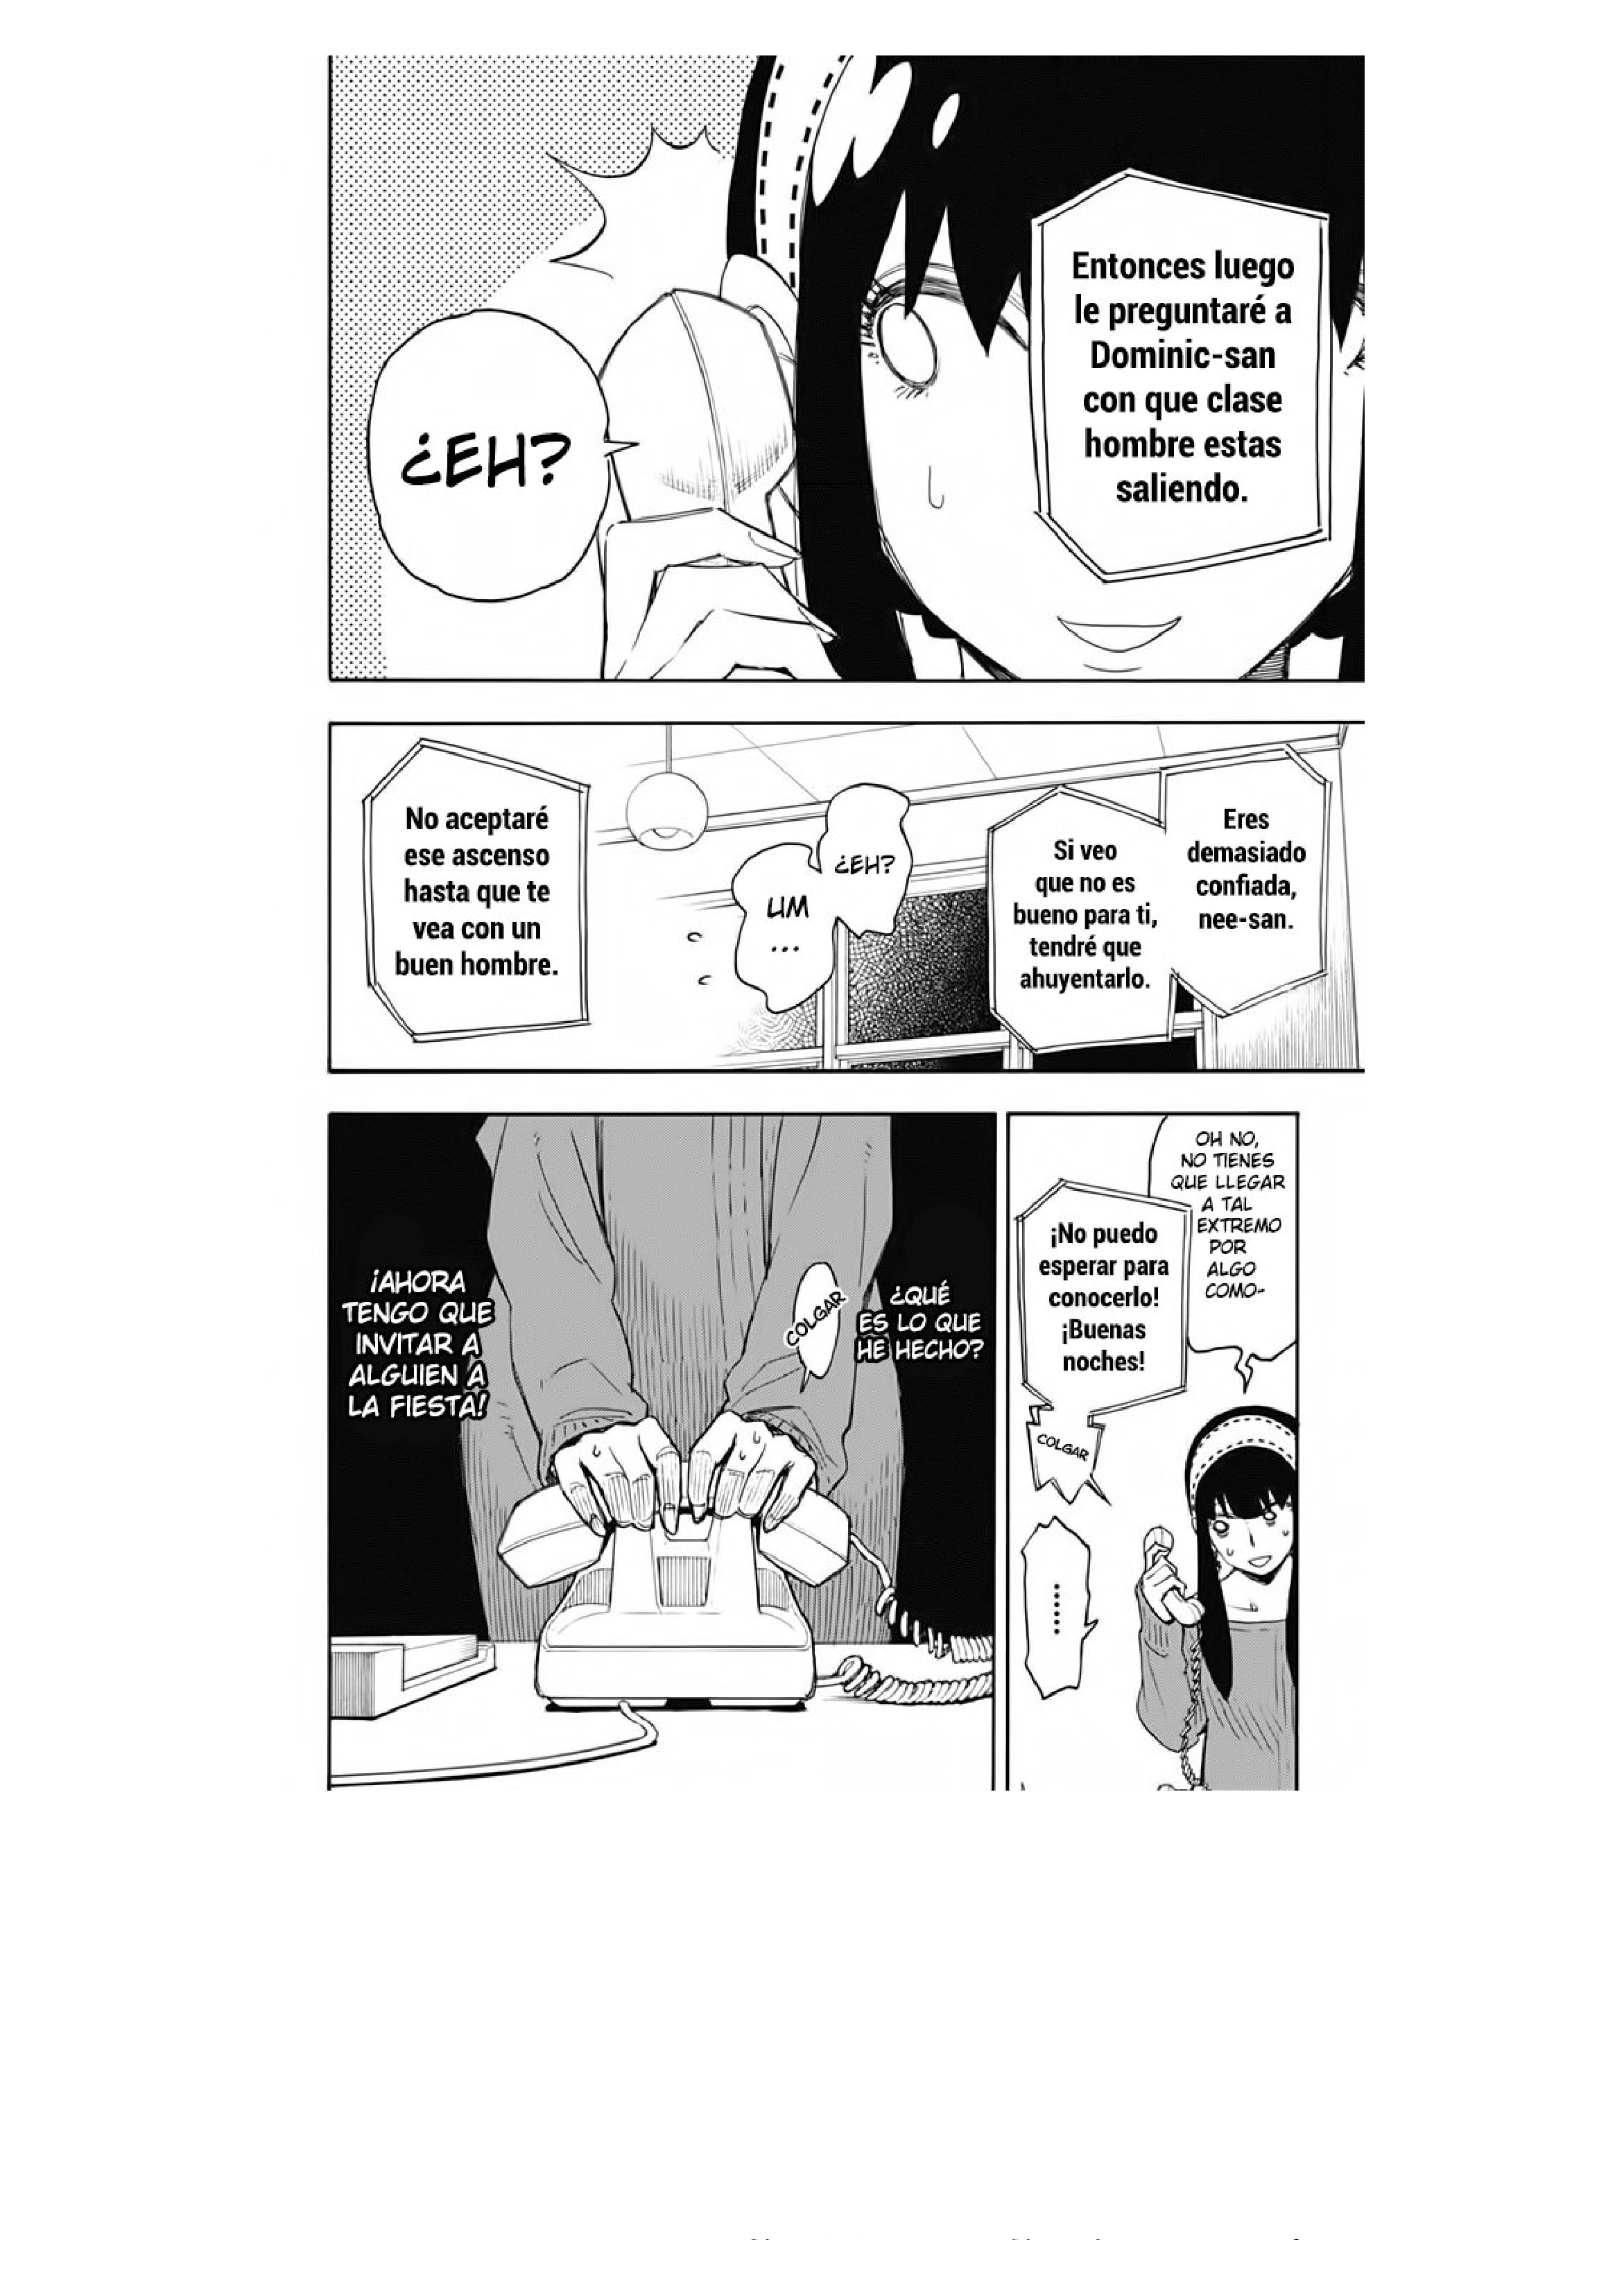 Entonces luego
le preguntaré a
Dominic-san
con que clase
hombre estas
saliendo.
¿EH?
Eres
demasiado
confiada,
nee-san.
Si veo
que no es
bueno para ti,
tendré que
ahuyentarlo.
¿EH?
UM
...
No aceptaré
ese ascenso
hasta que te
vea con un
buen hombre.
OH NO,
NO TIENES
QUE LLEGAR
A TAL
EXTREMO
POR
ALGO
COMO-
¡No puedo
esperar para
conocerlo!
¡Buenas
noches!
COLGAR
.......
¿QUÉ
ES LO QUE
HE HECHO?
COLGAR
¡AHORA
TENGO QUE
INVITAR A
ALGUIEN A
LA FIESTA!